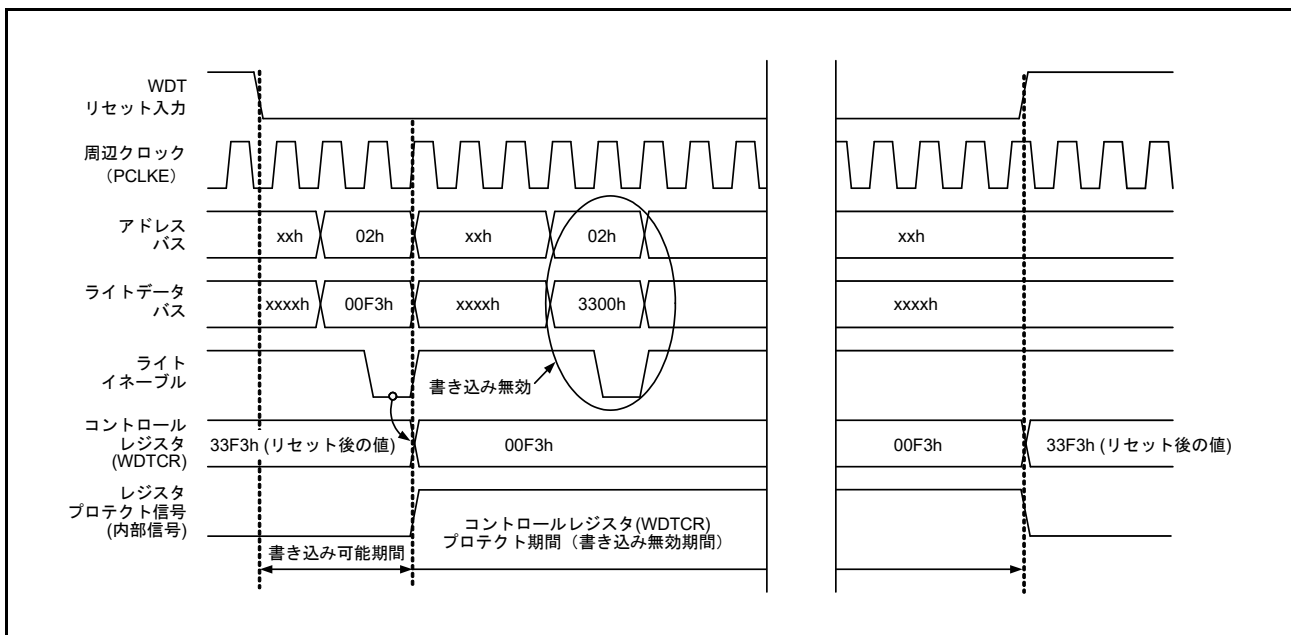 WDT
リセット入力
周辺クロック
(PCLKE)
アドレス
バス
xxh
02h
xxh
02h
xxh
ライトデータ
バス
xxxxh
00F3h
xxxxh
3300h
xxxxh
ライト
イネーブル
書き込み無効
コントロール
レジスタ
(WDTCR)
33F3h (リセット後の値)
00F3h
00F3h
33F3h (リセット後の値)
レジスタ
プロテクト信号
(内部信号)
コントロールレジスタ(WDTCR)
プロテクト期間（書き込み無効期間）
書き込み可能期間